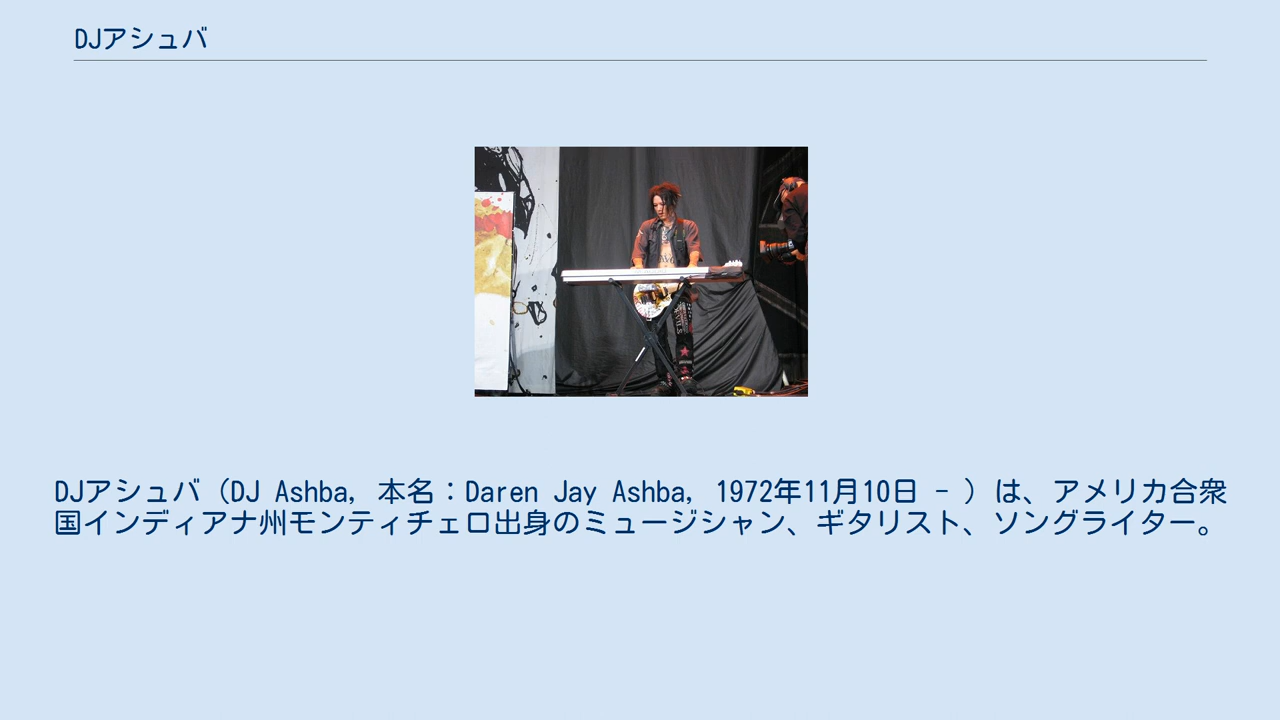 DJアシュバ
DJアシュバ（DJ Ashba, 本名：Daren Jay Ashba, 1972年11月10日 - ）は、アメリカ合衆
国インディアナ州モンティチェロ出身のミュージシャン、ギタリスト、ソングライター。